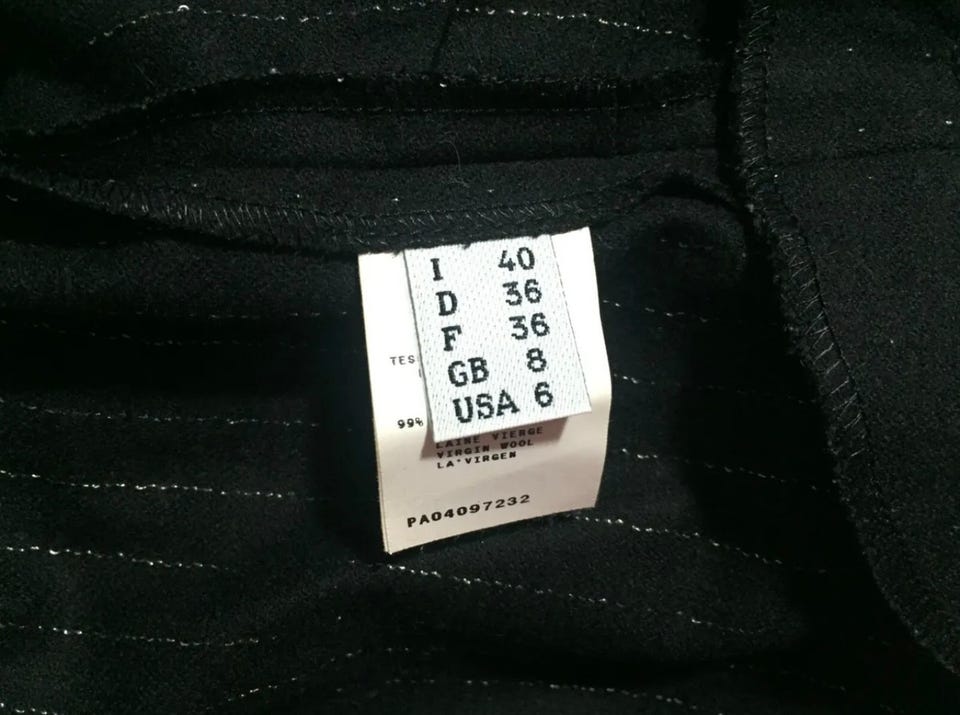 I 40
D 36
F 36
GB 8
USA 6
TES
99%
LAINE VIERGE
VIRGIN WOOL
LA*VIRGEN
PA04097232